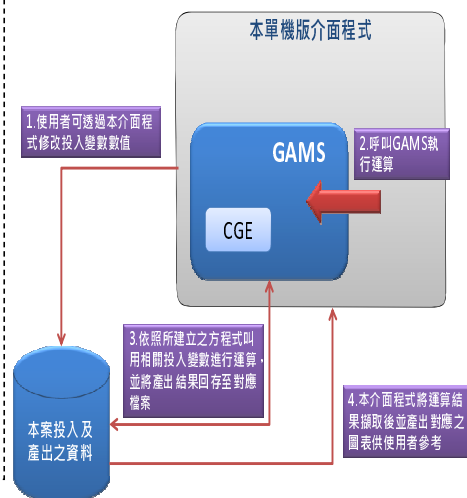 本單機版介面程式
1.使用者可透過本介面程
式修改投入變數數值
GAMS
2.呼叫GAMS執
行運算
CGE
3.依照所建立之方程式叫
用相關投入變數進行運算，
並將產出結果回存至對應
檔案
4.本介面程式將運算結
果擷取後並產出對應之
圖表供使用者參考
本案投入及
產出之資料